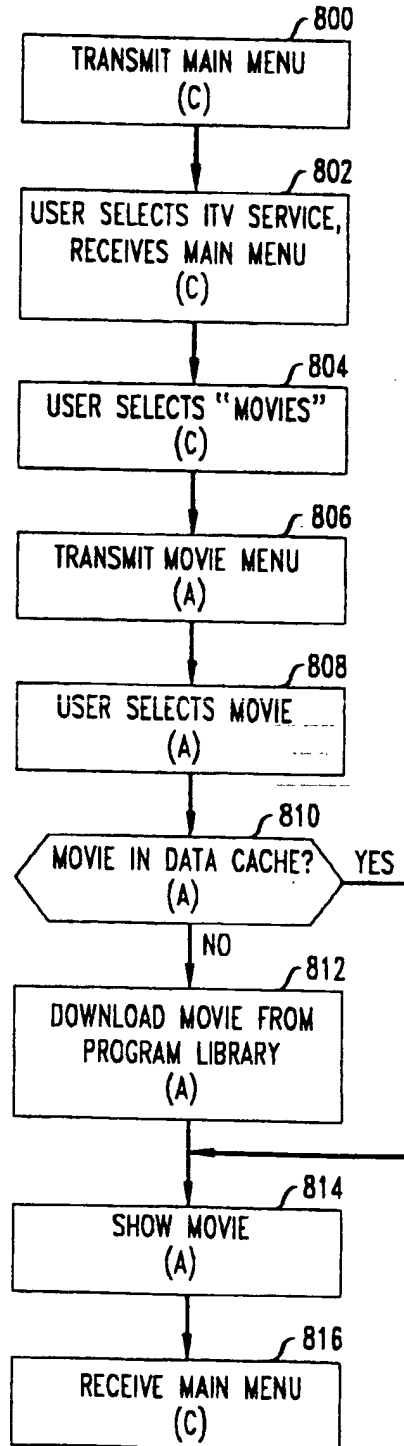 800
TRANSMIT MAIN MENU
(C)
802
USER SELECTS ITV SERVICE,
RECEIVES MAIN MENU
(C)
804
USER SELECTS "MOVIES"
(C)
806
TRANSMIT MOVIE MENU
(A)
808
USER SELECTS MOVIE
(A)
810
MOVIE IN DATA CACHE?
(A)
YES
NO
812
DOWNLOAD MOVIE FROM
PROGRAM LIBRARY
(A)
814
SHOW MOVIE
(A)
816
RECEIVE MAIN MENU
(C)